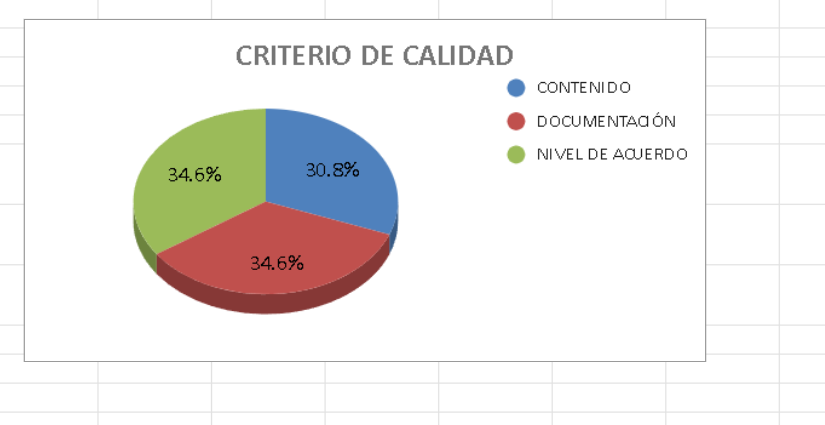 CRITERIO DE CALIDAD
CONTENIDO
DOCUMENTACIÓN
NIVEL DE ACUERDO
34.6%
30.8%
34.6%